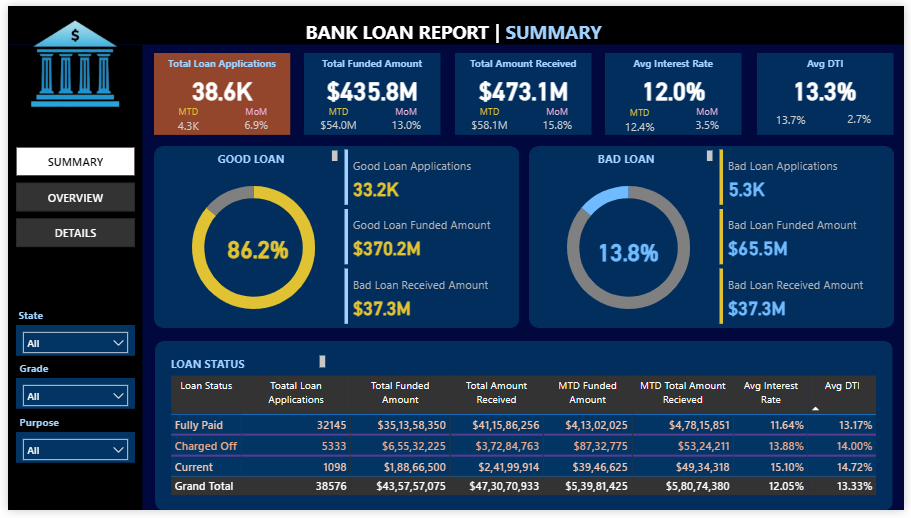 $
BANK LOAN REPORT | SUMMARY
Total Loan Applications
38.6K
MTD MoM
4.3K 6.9%
Total Funded Amount
$435.8M
MTD MoM
$54.0M 13.0%
Total Amount Received
$473.1M
MTD MoM
$58.1M 15.8%
Avg Interest Rate
12.0%
MTD MoM
12.4% 3.5%
Avg DTI
13.3%
13.7% 2.7%
SUMMARY
OVERVIEW
DETAILS
State
All
Grade
All
Purpose
All
GOOD LOAN
86.2%
Good Loan Applications
33.2K
Good Loan Funded Amount
$370.2M
Bad Loan Received Amount
$37.3M
BAD LOAN
13.8%
Bad Loan Applications
5.3K
Bad Loan Funded Amount
$65.5M
Bad Loan Received Amount
$37.3M
LOAN STATUS
Loan Status Toatal Loan Total Funded Total Amount MTD Funded MTD Total Amount Avg Interest Avg DTI
Applications Amount Received Amount Recieved Rate
Fully Paid 32145 $35,13,58,350 $41,15,86,256 $4,13,02,025 $4,78,15,851 11.64% 13.17%
Charged Off 5333 $6,55,32,225 $3,72,84,763 $87,32,775 $53,24,211 13.88% 14.00%
Current 1098 $1,88,66,500 $2,41,99,914 $39,46,625 $49,34,318 15.10% 14.72%
Grand Total 38576 $43,57,57,075 $47,30,70,933 $5,39,81,425 $5,80,74,380 12.05% 13.33%